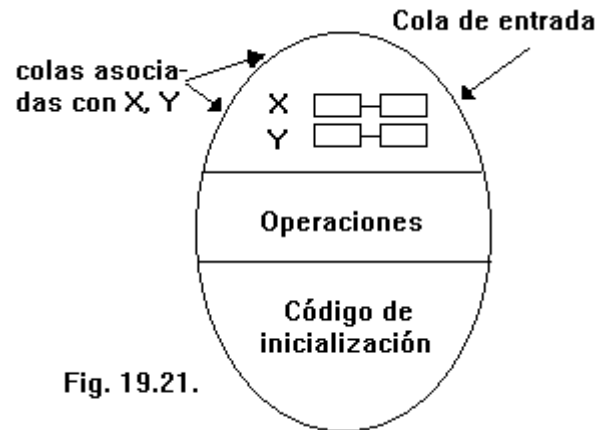 Cola de entrada
colas asocia-
das con X, Y
X
Y
Operaciones
Código de
inicialización
Fig. 19.21.